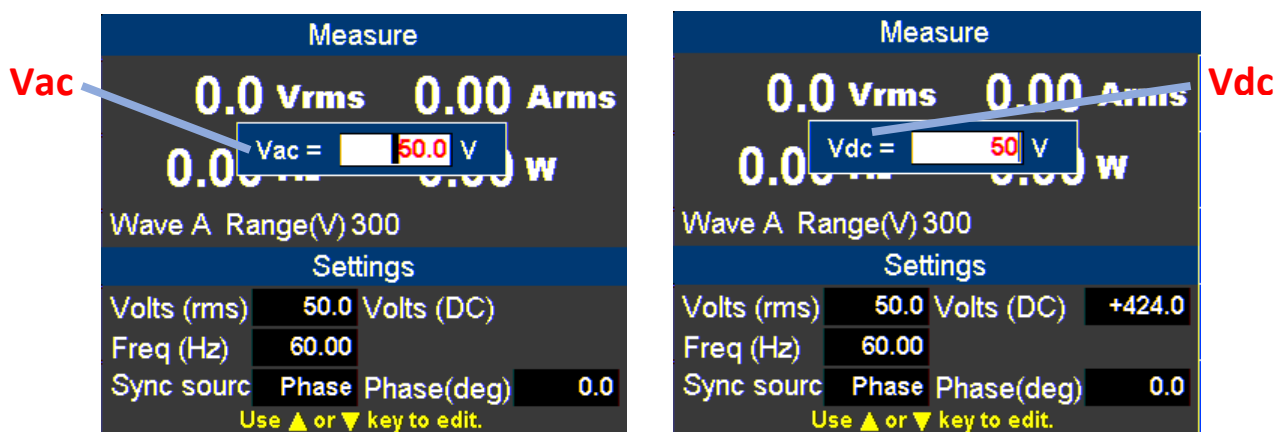 Measure
Vac
0.0 Vrms 0.00 Arms
Vac = 50.0 V
W
Wave A Range(V) 300
Settings
Volts (rms) 50.0 Volts (DC)
Freq (Hz) 60.00
Sync sourc Phase Phase(deg) 0.0
Use ▲ or ▼ key to edit.
Measure
Vdc
0.0 Vrms 0.00 Arms
Vdc = 50 V
W
Wave A Range(V) 300
Settings
Volts (rms) 50.0 Volts (DC) +424.0
Freq (Hz) 60.00
Sync sourc Phase Phase(deg) 0.0
Use ▲ or ▼ key to edit.